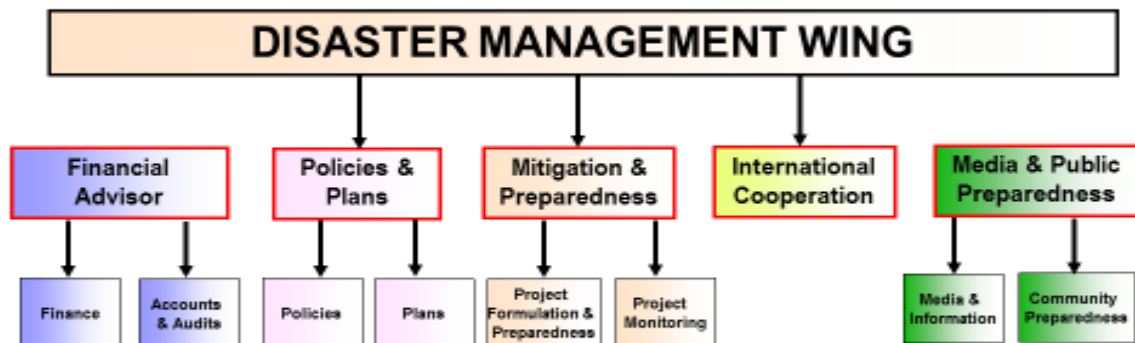 DISASTER MANAGEMENT WING
Financial
Advisor
Policies &
Plans
Mitigation &
Preparedness
International
Cooperation
Media & Public
Preparedness
Finance
Accounts
& Audits
Policies
Plans
Project
Formulation &
Preparedness
Project
Monitoring
Media &
Information
Community
Preparedness